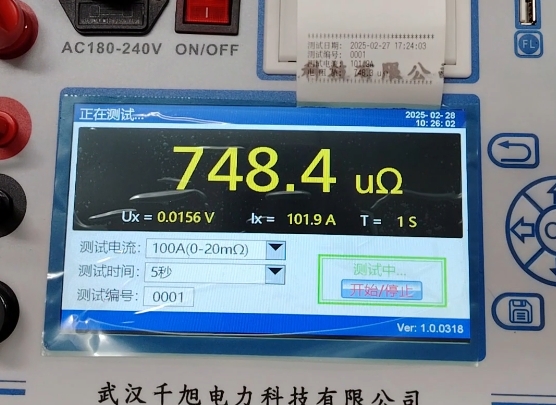 AC180-240V
ON/OFF
测试日期: 2025-02-27 17:24:03
测试编号: 0001
FL
正在测试...
2025-02-28
10:26:02
748.4 uΩ
Ux = 0.0156 V Ix = 101.9 A T = 1 S
测试电流: 100A(0-20mΩ)
测试时间: 5秒
测试编号: 0001
测试中...
开始/停止
Ver: 1.0.0318
武汉千旭电力科技有限公司